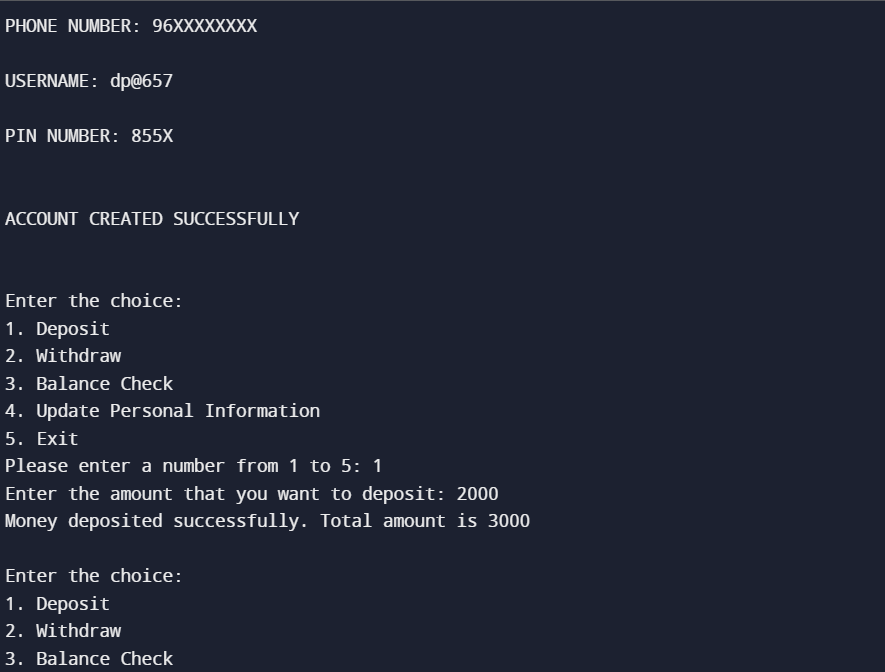 PHONE NUMBER: 96XXXXXXXX
USERNAME: dp@657
PIN NUMBER: 855X
ACCOUNT CREATED SUCCESSFULLY
Enter the choice:
1. Deposit
2. Withdraw
3. Balance Check
4. Update Personal Information
5. Exit
Please enter a number from 1 to 5: 1
Enter the amount that you want to deposit: 2000
Money deposited successfully. Total amount is 3000
Enter the choice:
1. Deposit
2. Withdraw
3. Balance Check